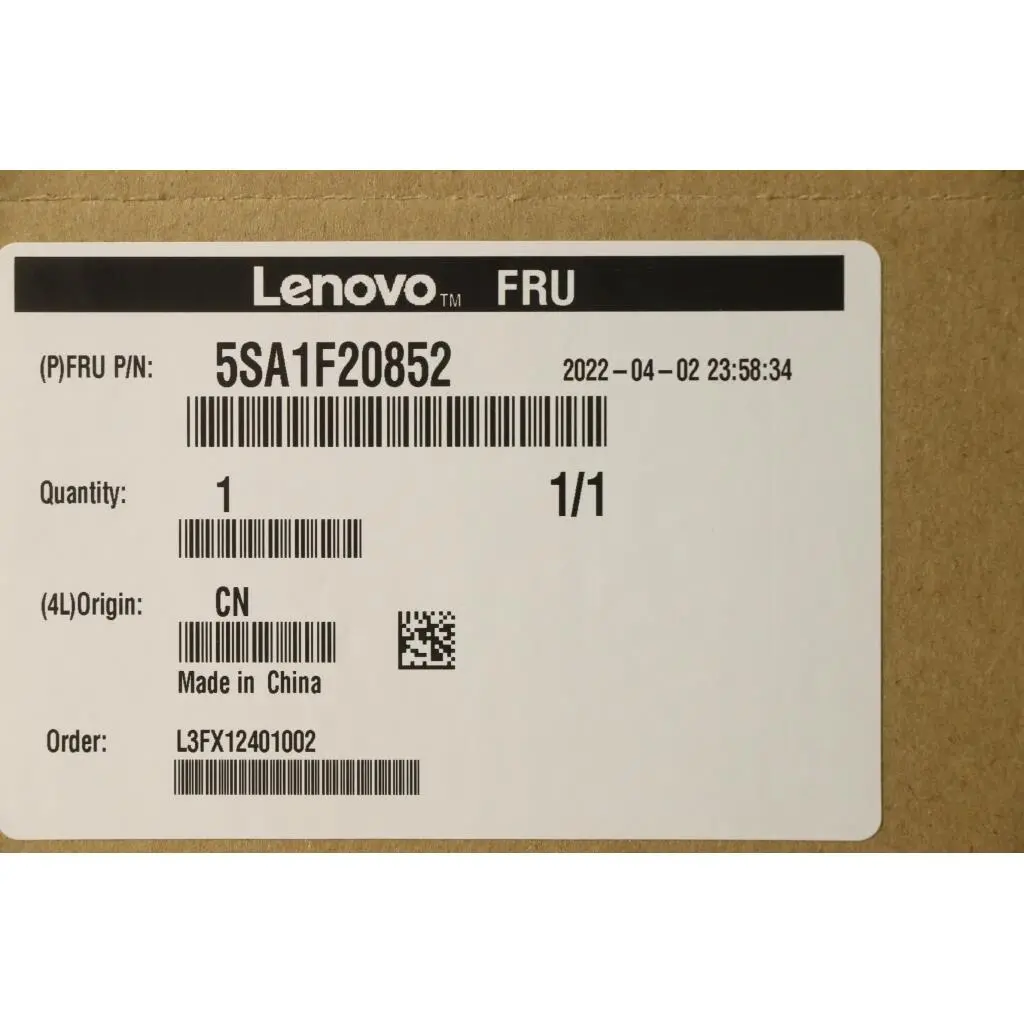 Lenovo™ FRU
(P)FRU P/N: 5SA1F20852 2022-04-02 23:58:34
Quantity: 1 1/1
(4L)Origin: CN
Made in China
Order: L3FX12401002